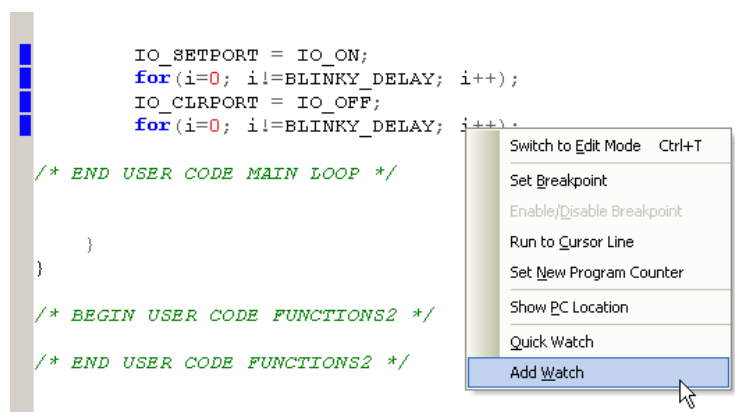 IO_SETPORT = IO_ON;
for(i=0; i!=BLINKY_DELAY; i++);
IO_CLRPORT = IO_OFF;
for(i=0; i!=BLINKY_DELAY; i++);
/* END USER CODE MAIN LOOP */
}
}
/* BEGIN USER CODE FUNCTIONS2 */
/* END USER CODE FUNCTIONS2 */
Switch to Edit Mode Ctrl+T
Set Breakpoint
Enable/Disable Breakpoint
Run to Cursor Line
Set New Program Counter
Show PC Location
Quick Watch
Add Watch